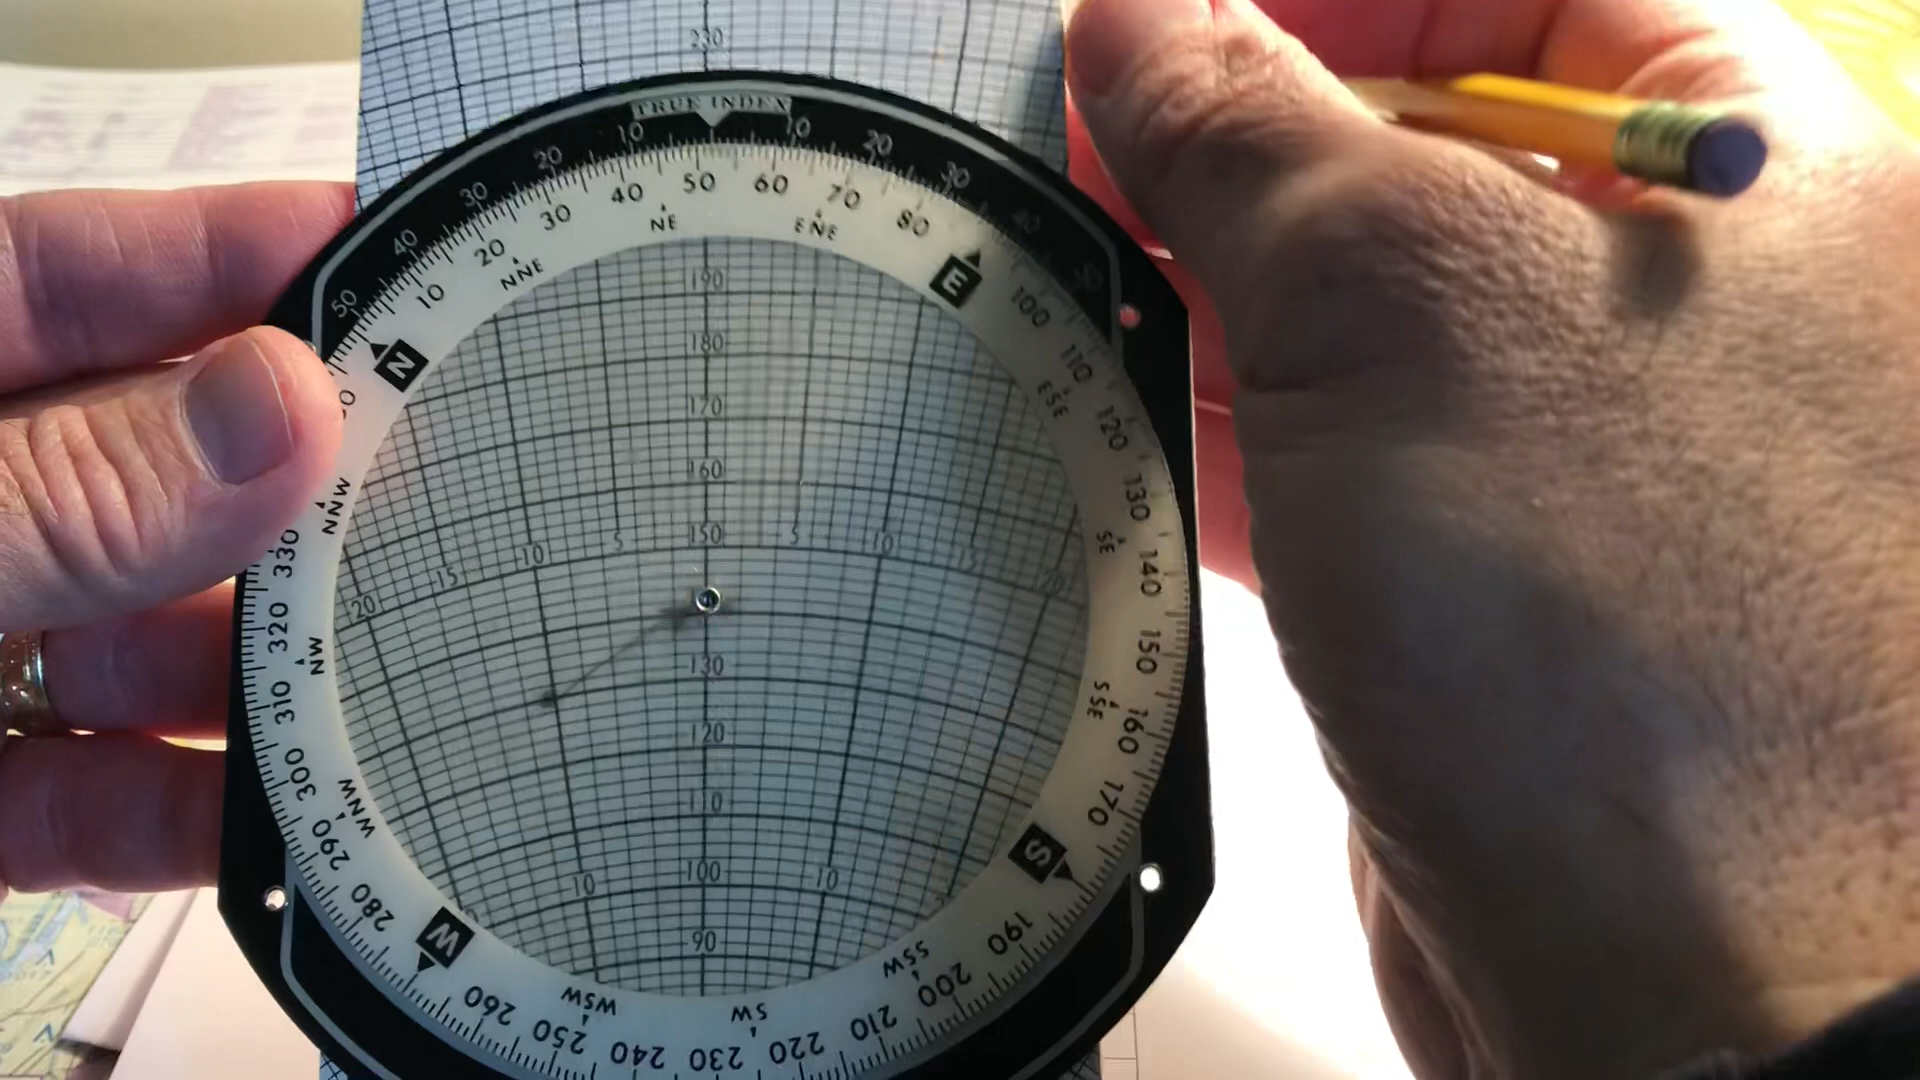 230
TRUE INDEX
50 40 30 20 10 10 20 30 40
10 20 30 40 50 60 70 80
N NNE NE ENE E
100
110
ESE
120
130
SE
140
150
SSE
160
170
S
190
SSW
200
210
220
SW
230
240
250
WSW
260
W
280
290
WNW
300
310
NW
320
330
NNW
190
180
170
160
150
20 15 10 5 5 10 15 20
130
120
110
10 100 10
90